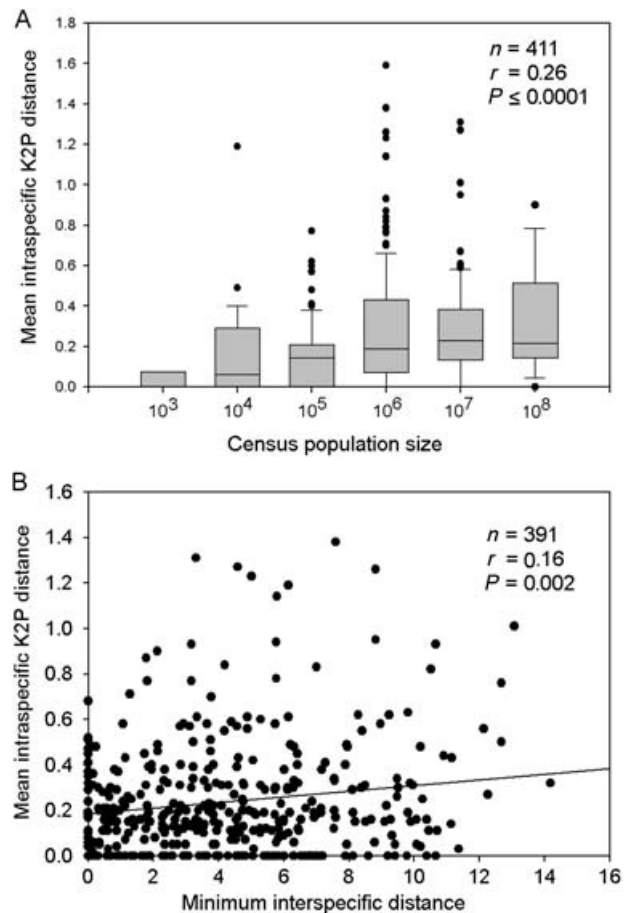 A
n = 411
r = 0.26
P ≤ 0.0001
Mean intraspecific K2P distance
1.8
1.6
1.4
1.2
1.0
0.8
0.6
0.4
0.2
0.0
10³ 10⁴ 10⁵ 10⁶ 10⁷ 10⁸
Census population size
B
n = 391
r = 0.16
P = 0.002
Mean intraspecific K2P distance
1.6
1.4
1.2
1.0
0.8
0.6
0.4
0.2
0.0
0 2 4 6 8 10 12 14 16
Minimum interspecific distance